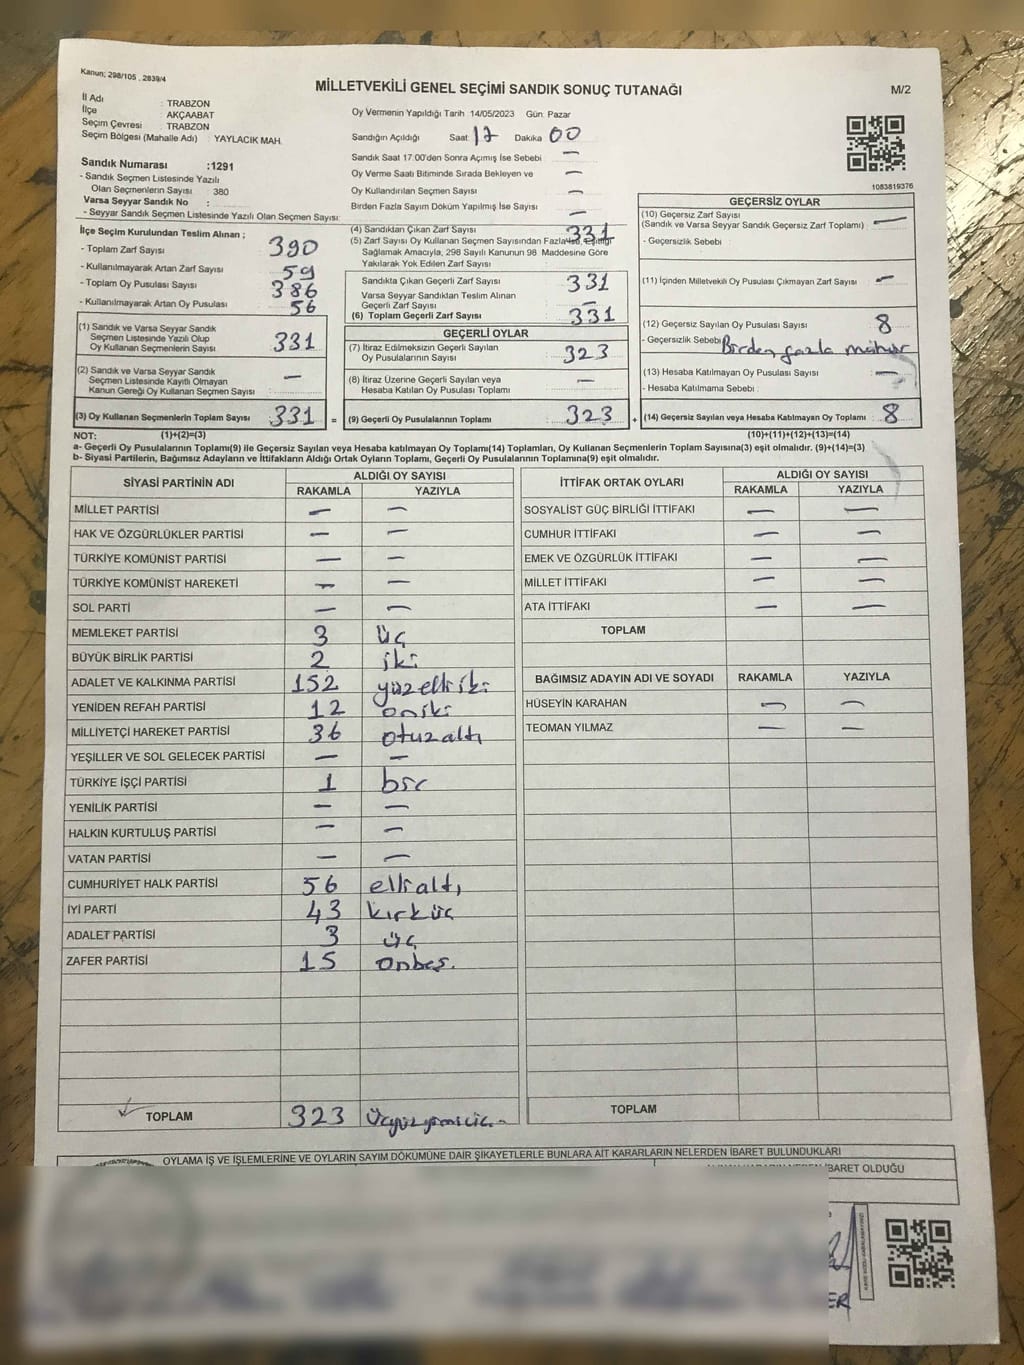 Kanun; 298/105 , 2839/4
MİLLETVEKİLİ GENEL SEÇİMİ SANDIK SONUÇ TUTANAĞI
M/2
İl Adı : TRABZON
İlçe : AKÇAABAT
Seçim Çevresi : TRABZON
Seçim Bölgesi (Mahalle Adı) : YAYLACIK MAH.
Oy Vermenin Yapıldığı Tarih 14/05/2023 Gün. Pazar
Sandığın Açıldığı Saat 17 Dakika 00
Sandık Saat 17:00'den Sonra Açımış İse Sebebi —
Oy Verme Saati Bitiminde Sırada Bekleyen ve —
Oy Kullandırılan Seçmen Sayısı —
Birden Fazla Sayım Döküm Yapılmış İse Sayısı —
Sandık Numarası :1291
- Sandık Seçmen Listesinde Yazılı
Olan Seçmenlerin Sayısı 380
Varsa Seyyar Sandık No :
- Seyyar Sandık Seçmen Listesinde Yazılı Olan Seçmen Sayısı:
1083819376
İlçe Seçim Kurulundan Teslim Alınan ;
- Toplam Zarf Sayısı 390
- Kullanılmayarak Artan Zarf Sayısı 59
- Toplam Oy Pusulası Sayısı 386
- Kullanılmayarak Artan Oy Pusulası 56
(1) Sandık ve Varsa Seyyar Sandık
Seçmen Listesinde Yazılı Olup
Oy Kullanan Seçmenlerin Sayısı 331
(2) Sandık ve Varsa Seyyar Sandık
Seçmen Listesinde Kayıtlı Olmayan
Kanun Gereği Oy Kullanan Seçmen Sayısı : —
(3) Oy Kullanan Seçmenlerin Toplam Sayısı 331 =
(4) Sandıktan Çıkan Zarf Sayısı 331
(5) Zarf Sayısı Oy Kullanan Seçmen Sayısından Fazla İse, Eşitliği
Sağlamak Amacıyla, 298 Sayılı Kanunun 98 Maddesine Göre
Yakılarak Yok Edilen Zarf Sayısı
Sandıkta Çıkan Geçerli Zarf Sayısı 331
Varsa Seyyar Sandıktan Teslim Alınan
Geçerli Zarf Sayısı —
(6) Toplam Geçerli Zarf Sayısı 331
GEÇERLİ OYLAR
(7) İtiraz Edilmeksizin Geçerli Sayılan
Oy Pusulalarının Sayısı 323
(8) İtiraz Üzerine Geçerli Sayılan veya
Hesaba Katılan Oy Pusulası Toplamı —
(9) Geçerli Oy Pusulalarının Toplamı 323 +
GEÇERSİZ OYLAR
(10) Geçersiz Zarf Sayısı
(Sandık ve Varsa Seyyar Sandık Geçersiz Zarf Toplamı) : —
- Geçersizlik Sebebi :
(11) İçinden Milletvekili Oy Pusulası Çıkmayan Zarf Sayısı : —
(12) Geçersiz Sayılan Oy Pusulası Sayısı : 8
- Geçersizlik Sebebi Birden fazla mühür
(13) Hesaba Katılmayan Oy Pusulası Sayısı : —
- Hesaba Katılmama Sebebi :
(14) Geçersiz Sayılan veya Hesaba Katılmayan Oy Toplamı 8
NOT: (1)+(2)=(3) (10)+(11)+(12)+(13)=(14)
a- Geçerli Oy Pusulalarının Toplamı(9) ile Geçersiz Sayılan veya Hesaba katılmayan Oy Toplamı(14) Toplamları, Oy Kullanan Seçmenlerin Toplam Sayısına(3) eşit olmalıdır. (9)+(14)=(3)
b- Siyasi Partilerin, Bağımsız Adayların ve İttifakların Aldığı Ortak Oyların Toplamı, Geçerli Oy Pusulalarının Toplamına(9) eşit olmalıdır.
SİYASİ PARTİNİN ADI ALDIĞI OY SAYISI
RAKAMLA YAZIYLA
MİLLET PARTİSİ — —
HAK VE ÖZGÜRLÜKLER PARTİSİ — —
TÜRKİYE KOMÜNİST PARTİSİ — —
TÜRKİYE KOMÜNİST HAREKETİ — —
SOL PARTİ — —
MEMLEKET PARTİSİ 3 üç
BÜYÜK BİRLİK PARTİSİ 2 iki
ADALET VE KALKINMA PARTİSİ 152 yüzelliiki
YENİDEN REFAH PARTİSİ 12 oniki
MİLLİYETÇİ HAREKET PARTİSİ 36 otuzaltı
YEŞİLLER VE SOL GELECEK PARTİSİ — —
TÜRKİYE İŞÇİ PARTİSİ 1 bir
YENİLİK PARTİSİ — —
HALKIN KURTULUŞ PARTİSİ — —
VATAN PARTİSİ — —
CUMHURİYET HALK PARTİSİ 56 ellialtı
İYİ PARTİ 43 kırküç
ADALET PARTİSİ 3 üç
ZAFER PARTİSİ 15 onbeş.
TOPLAM 323
İTTİFAK ORTAK OYLARI ALDIĞI OY SAYISI
RAKAMLA YAZIYLA
SOSYALİST GÜÇ BİRLİĞİ İTTİFAKI — —
CUMHUR İTTİFAKI — —
EMEK VE ÖZGÜRLÜK İTTİFAKI — —
MİLLET İTTİFAKI — —
ATA İTTİFAKI — —
TOPLAM
BAĞIMSIZ ADAYIN ADI VE SOYADI RAKAMLA YAZIYLA
HÜSEYİN KARAHAN — —
TEOMAN YILMAZ — —
TOPLAM
OYLAMA İŞ VE İŞLEMLERİNE VE OYLARIN SAYIM DÖKÜMÜNE DAİR ŞİKAYETLERLE BUNLARA AİT KARARLARIN NELERDEN İBARET BULUNDUKLARI
İBARET OLDUĞU